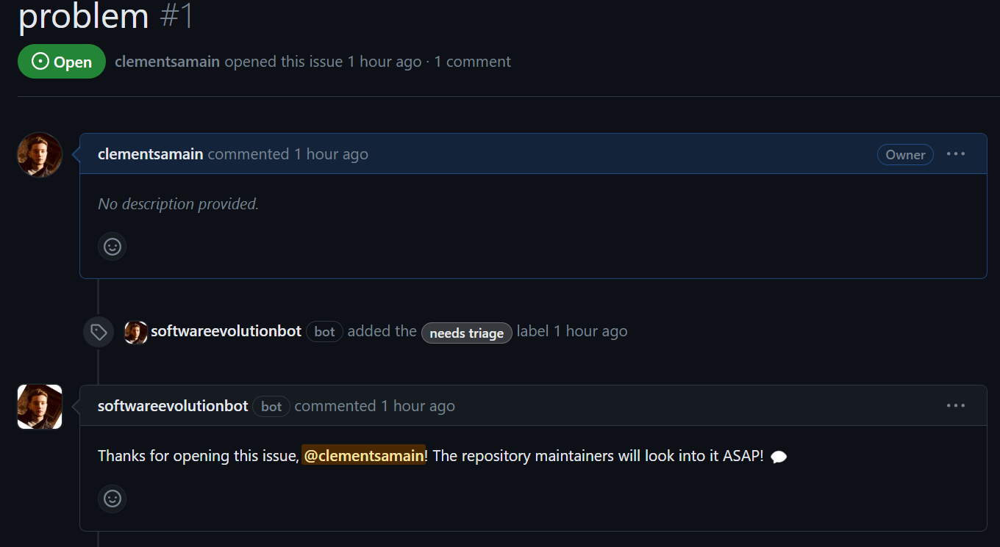 problem #1
Open clementsamain opened this issue 1 hour ago · 1 comment
clementsamain commented 1 hour ago Owner ···
No description provided.
softwareevolutionbot bot added the needs triage label 1 hour ago
softwareevolutionbot bot commented 1 hour ago ···
Thanks for opening this issue, @clementsamain! The repository maintainers will look into it ASAP! 💬